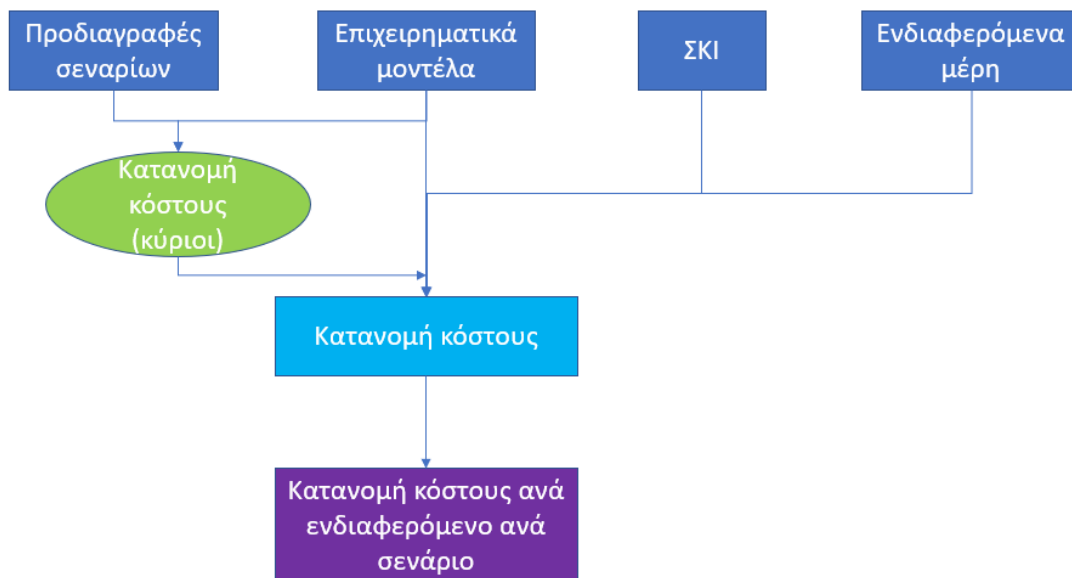 Προδιαγραφές
σεναρίων
Επιχειρηματικά
μοντέλα
ΣΚΙ
Ενδιαφερόμενα
μέρη
Κατανομή
κόστους
(κύριοι)
Κατανομή κόστους
Κατανομή κόστους ανά
ενδιαφερόμενο ανά
σενάριο